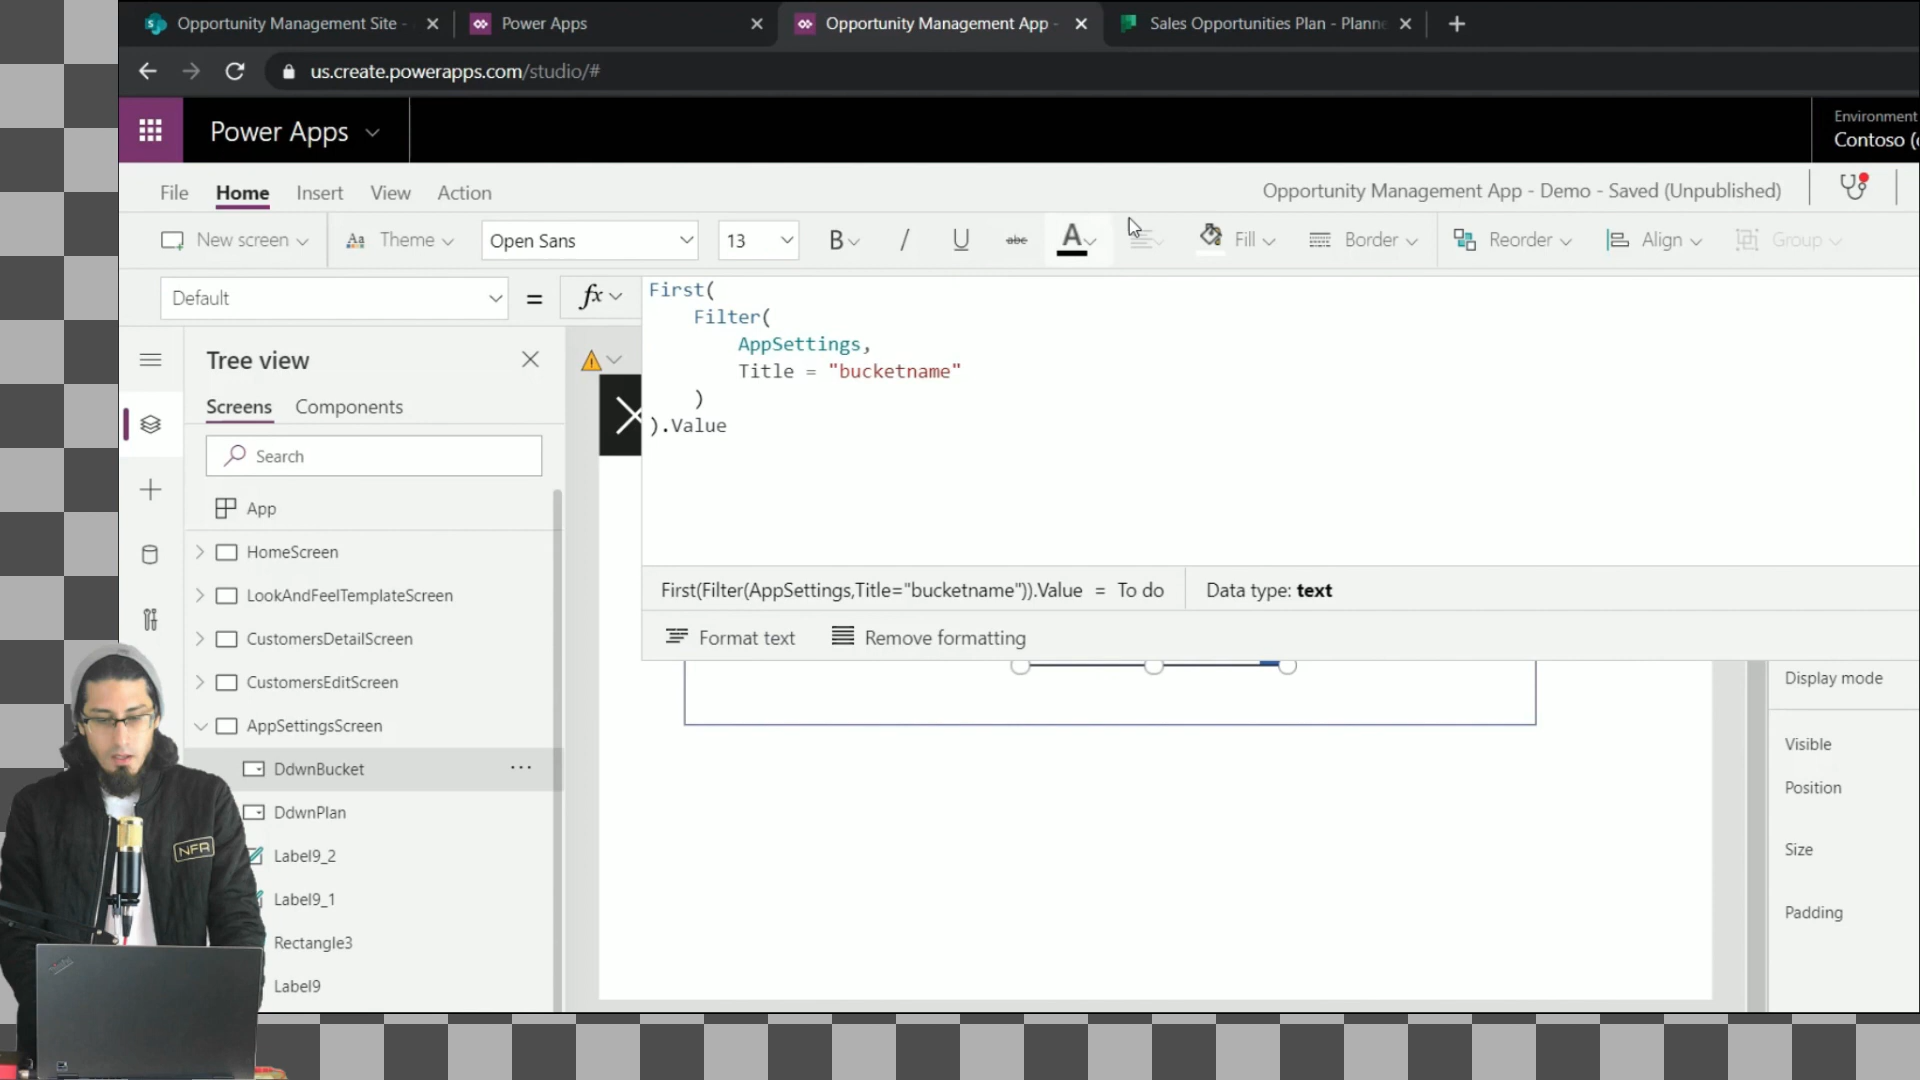 Opportunity Management Site -
Power Apps
Opportunity Management App -
Sales Opportunities Plan - Planne
us.create.powerapps.com/studio/#
Power Apps
Environment
Contoso (
File Home Insert View Action
Opportunity Management App - Demo - Saved (Unpublished)
New screen
Aa Theme
Open Sans
13
B / U abc A
Fill
Border
Reorder
Align
Group
Default
= fx
First(
Filter(
AppSettings,
Title = "bucketname"
)
).Value
First(Filter(AppSettings,Title="bucketname")).Value = To do
Data type: text
Format text
Remove formatting
Tree view
Screens Components
Search
App
HomeScreen
LookAndFeelTemplateScreen
CustomersDetailScreen
CustomersEditScreen
AppSettingsScreen
DdwnBucket ...
DdwnPlan
Label9_2
Label9_1
Rectangle3
Label9
Display mode
Visible
Position
Size
Padding
NFR